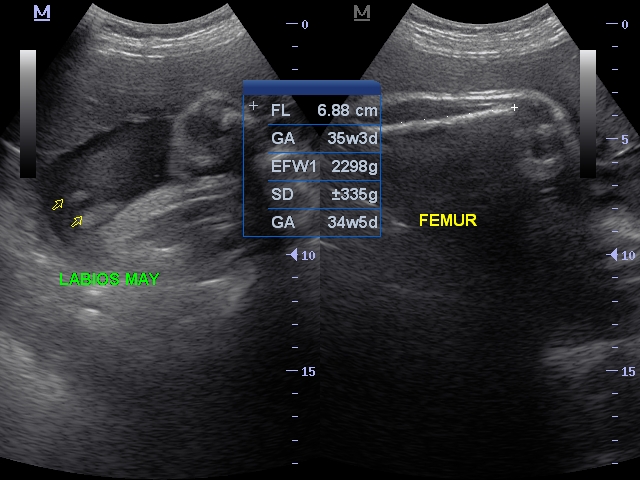 M
0
LABIOS MAY
10
15
FL 6.88 cm
GA 35w3d
EFW1 2298g
SD ±335g
GA 34w5d
M
0
5
FEMUR
10
15